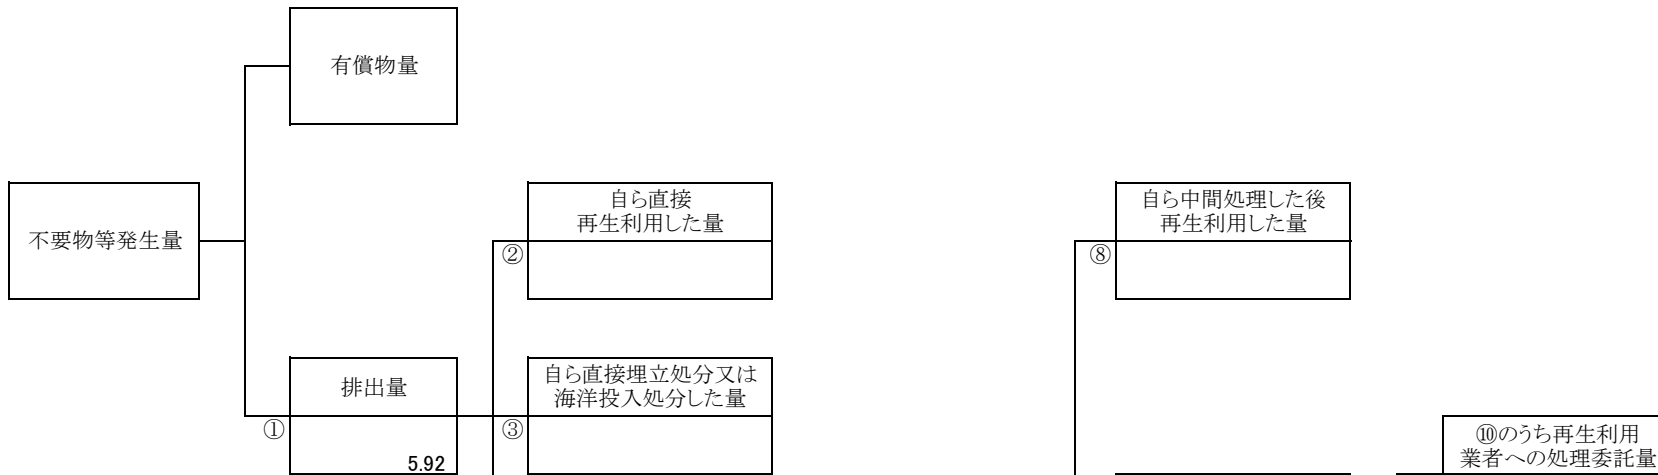 有償物量
不要物等発生量
自ら直接
再生利用した量
②
自ら中間処理した後
再生利用した量
⑧
排出量
①
5.92
自ら直接埋立処分又は
海洋投入処分した量
③
⑩のうち再生利用
業者への処理委託量